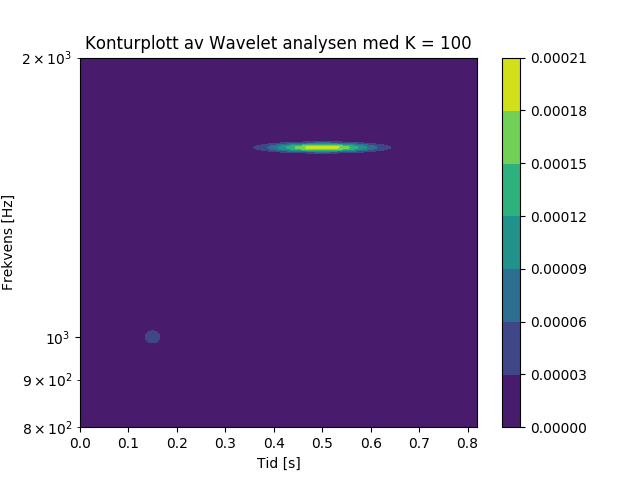 Konturplott av Wavelet analysen med K = 100
Frekvens [Hz]
2 × 10³
10³
9 × 10²
8 × 10²
0.0 0.1 0.2 0.3 0.4 0.5 0.6 0.7 0.8
Tid [s]
0.00021
0.00018
0.00015
0.00012
0.00009
0.00006
0.00003
0.00000